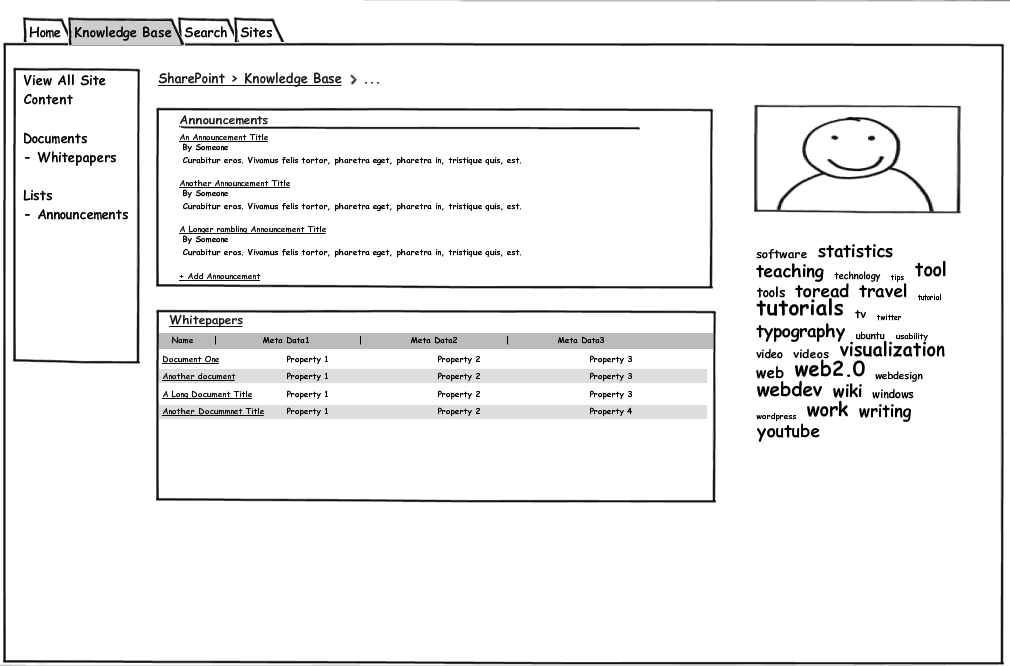 Home Knowledge Base Search Sites
View All Site
Content
Documents
- Whitepapers
Lists
- Announcements
SharePoint > Knowledge Base > ...
Announcements
An Announcement Title
By Someone
Curabitur eros. Vivamus felis tortor, pharetra eget, pharetra in, tristique quis, est.
Another Announcement Title
By Someone
Curabitur eros. Vivamus felis tortor, pharetra eget, pharetra in, tristique quis, est.
A Longer rambling Announcement Title
By Someone
Curabitur eros. Vivamus felis tortor, pharetra eget, pharetra in, tristique quis, est.
+ Add Announcement
Whitepapers
Name | Meta Data1 | Meta Data2 | Meta Data3
Document One Property 1 Property 2 Property 3
Another document Property 1 Property 2 Property 3
A Long Document Title Property 1 Property 2 Property 3
Another Documnnet Title Property 1 Property 2 Property 4
software statistics
teaching technology tips tool
tools toread travel tutorial
tutorials tv twitter
typography ubuntu usability
video videos visualization
web web2.0 webdesign
webdev wiki windows
wordpress work writing
youtube